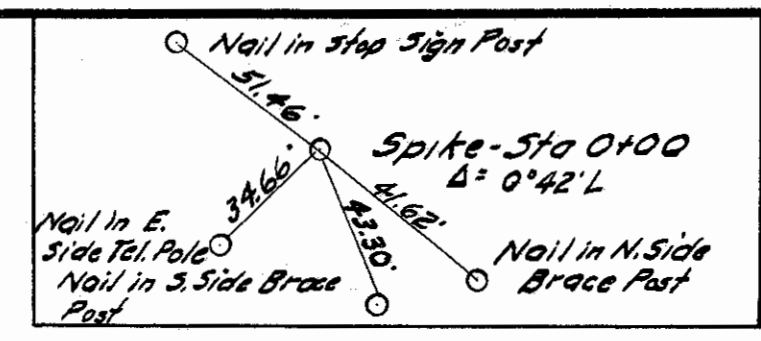 Nail in Stop Sign Post
51.46'
Spike-Sta 0+00
Δ = 0°42' L
34.66'
41.62'
43.30'
Nail in E.
Side Tel. Pole
Nail in N. Side
Brace Post
Nail in S. Side Brace
Post